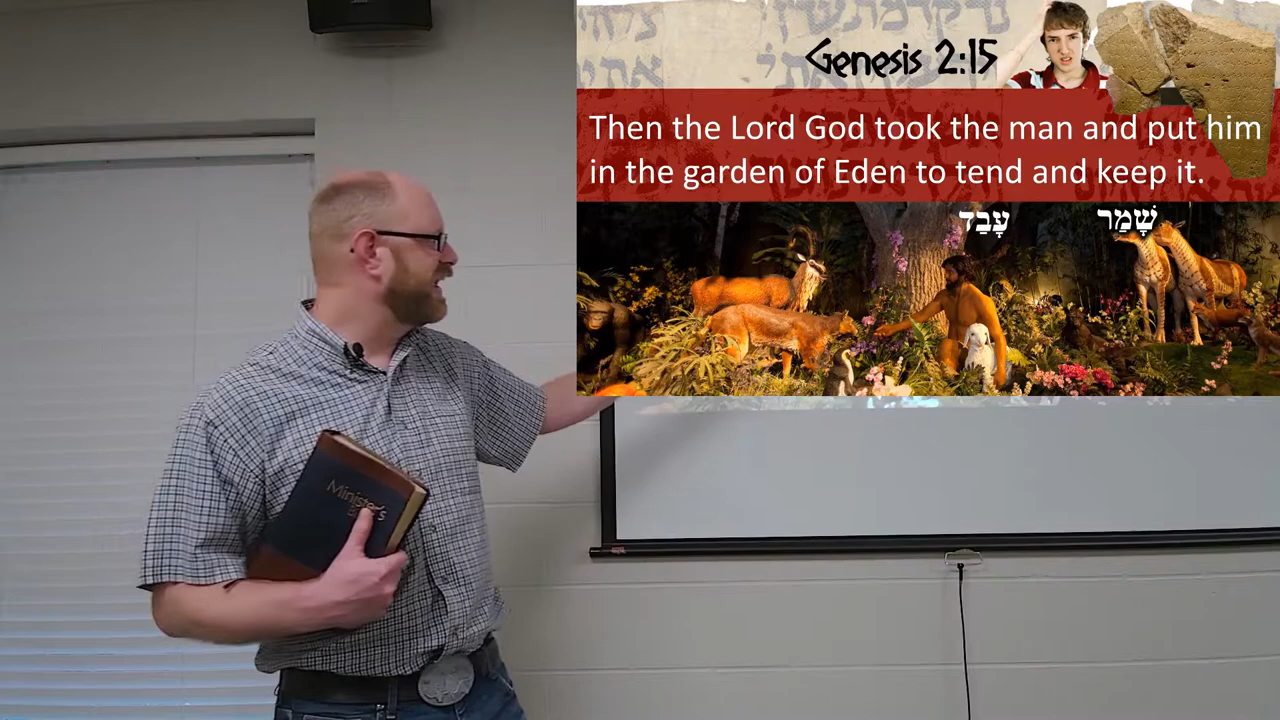 Genesis 2:15
Then the Lord God took the man and put him
in the garden of Eden to tend and keep it.
עָבַד שָׁמַר
Minister's